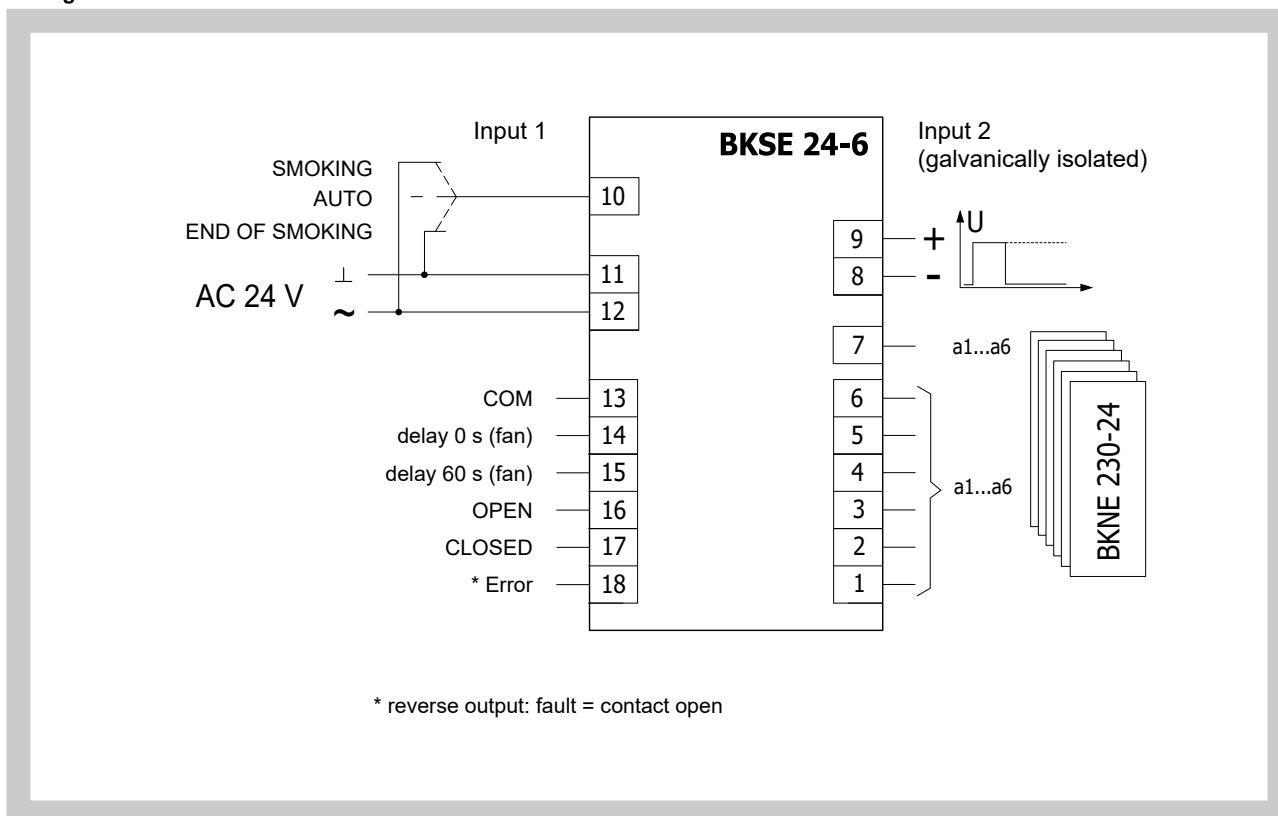 Input 1
BKSE 24-6
Input 2
(galvanically isolated)
SMOKING
AUTO
END OF SMOKING
⊥
AC 24 V
~
10
11
12
9
+
U
8
-
7
a1...a6
COM
13
delay 0 s (fan)
14
delay 60 s (fan)
15
OPEN
16
CLOSED
17
* Error
18
6
5
4
3
2
1
a1...a6
BKNE 230-24
* reverse output: fault = contact open